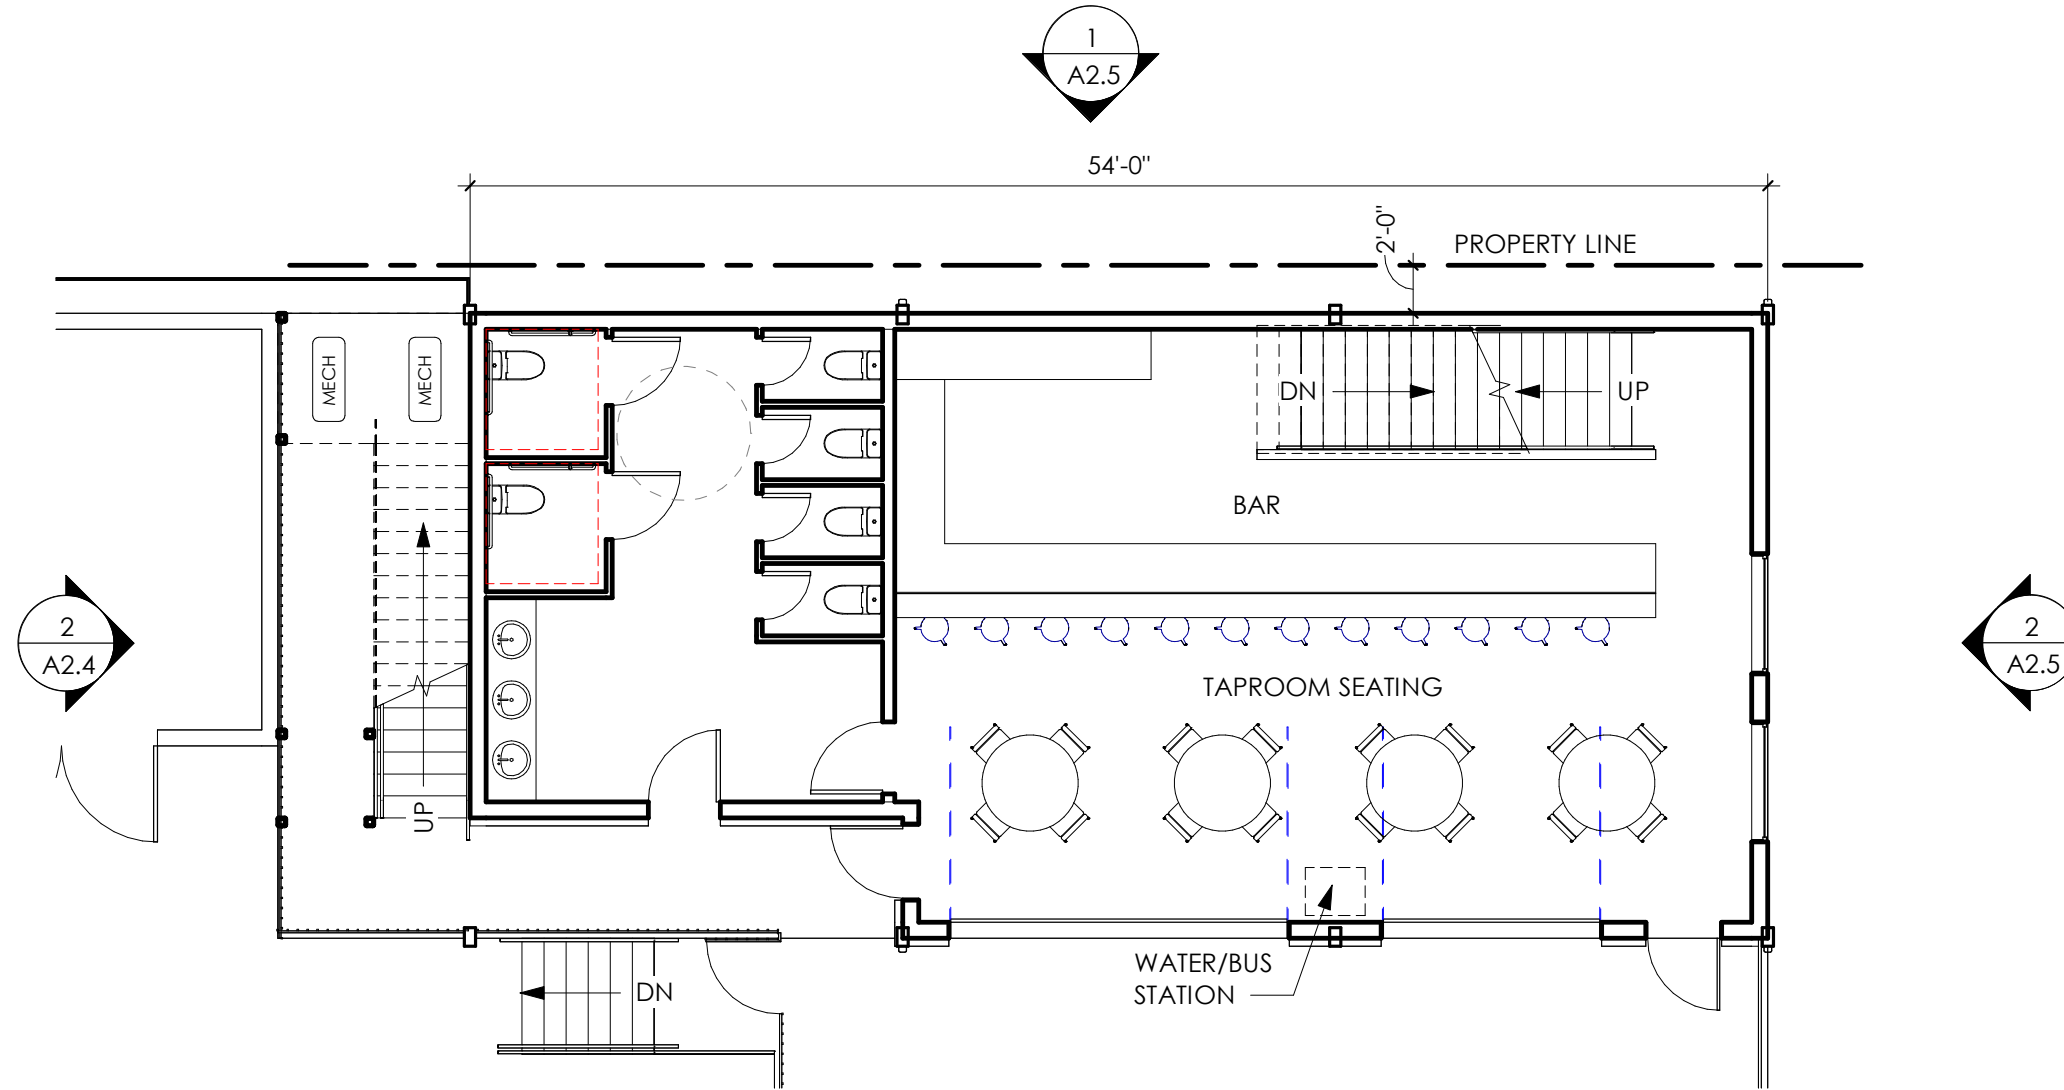 1
A2.5
54'-0"
2'-0"
PROPERTY LINE
MECH
MECH
DN
UP
BAR
2
A2.4
2
A2.5
TAPROOM SEATING
UP
WATER/BUS
STATION
DN